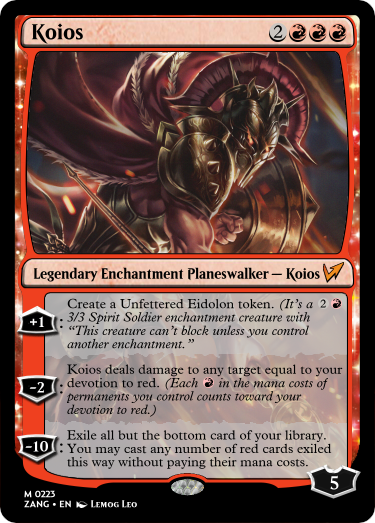 Koios 2
Legendary Enchantment Planeswalker — Koios
Create a Unfettered Eidolon token. (It's a 2
+1 3/3 Spirit Soldier enchantment creature with
"This creature can't block unless you control
another enchantment."
Koios deals damage to any target equal to your
-2 devotion to red. (Each in the mana costs of
permanents you control counts toward your
devotion to red.)
Exile all but the bottom card of your library.
-10 You may cast any number of red cards exiled
this way without paying their mana costs.
5
M 0223
ZANG • EN Lemog Leo